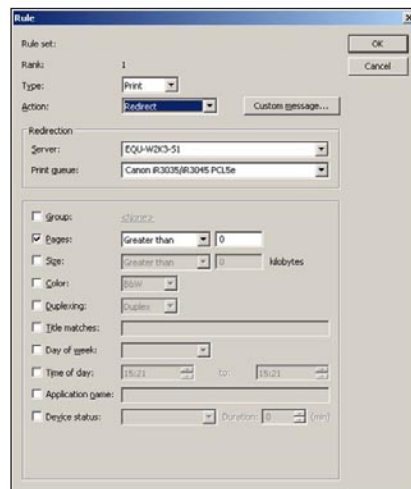 Rule
Rule set:
OK
Rank: 1
Cancel
Type: Print
Action: Redirect Custom message...
Redirection
Server: EQU-W2K3-51
Print queue: Canon iR3035/iR3045 PCL5e
Group: <None>
Pages: Greater than 0
Size: Greater than 0 kilobytes
Color: B&W
Duplexing: Duplex
Title matches:
Day of week:
Time of day: 15:21 to: 15:21
Application name:
Device status: Duration: 0 (min)